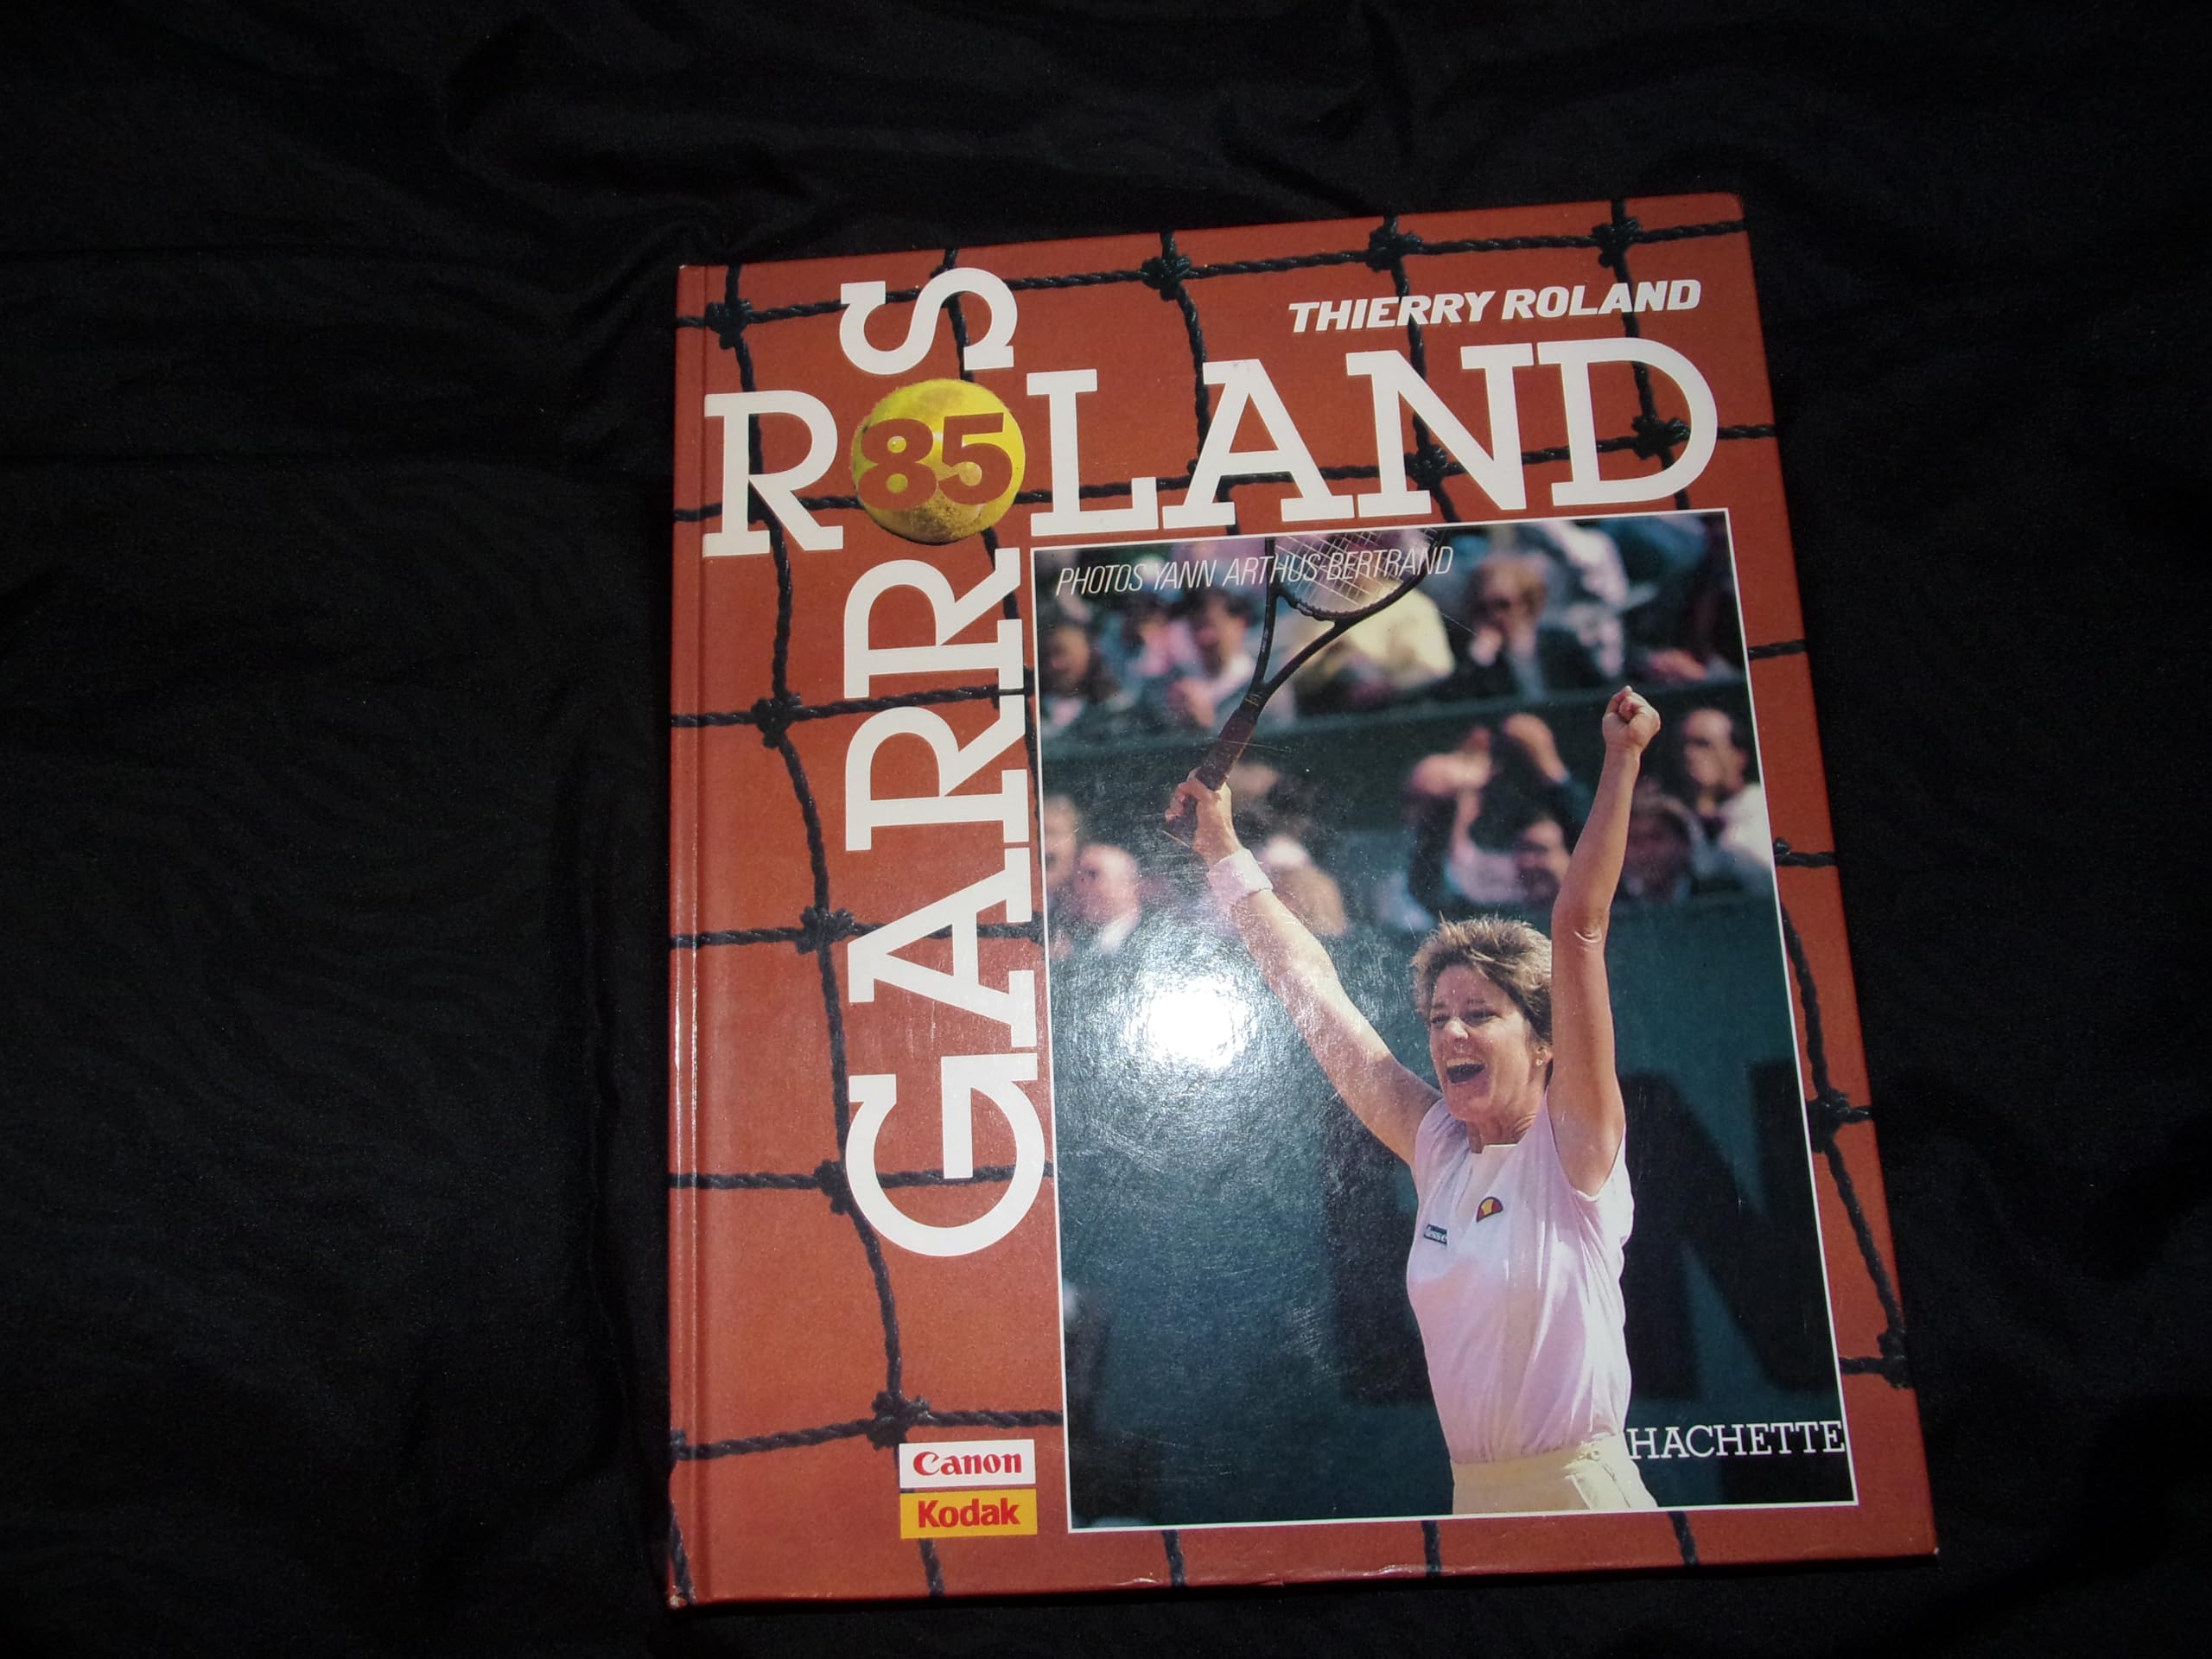 THIERRY ROLAND
ROLAND
GARROS
85
PHOTOS YANN ARTHUS-BERTRAND
HACHETTE
Canon
Kodak